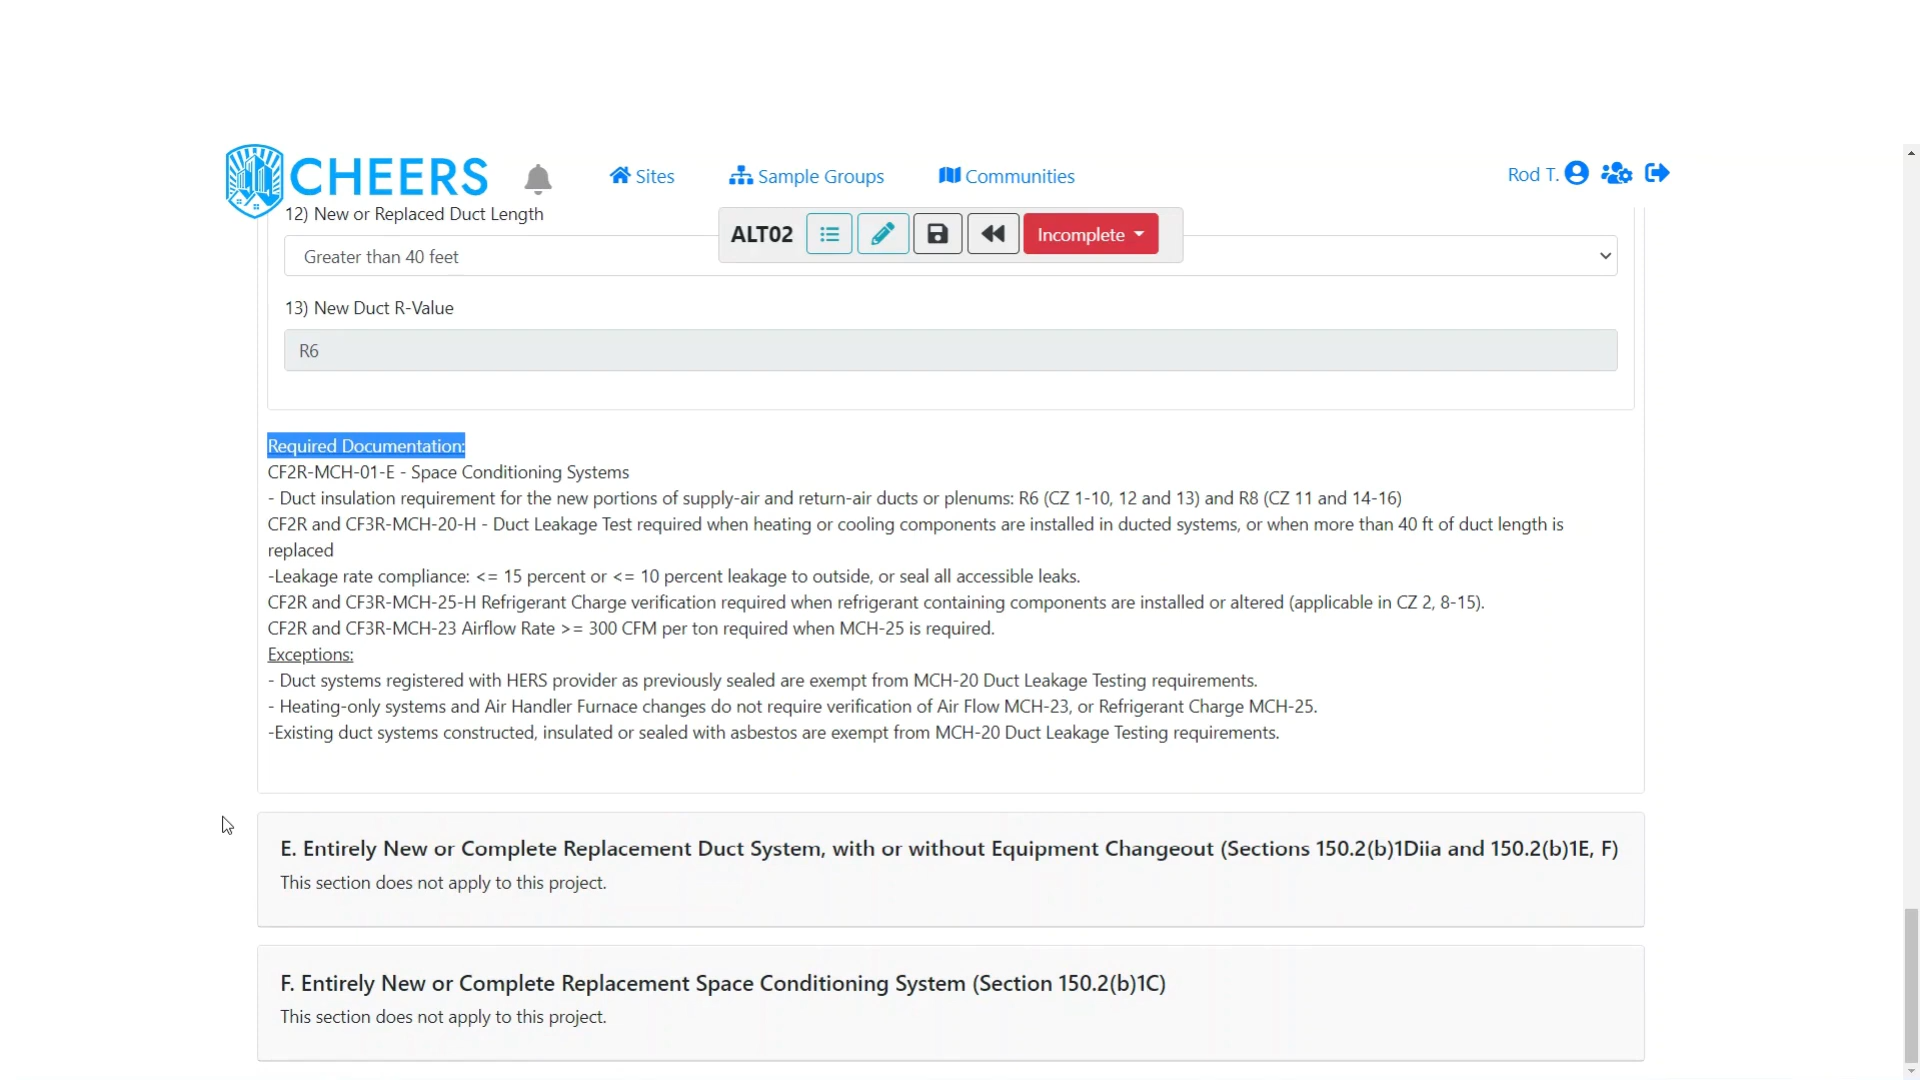 CHEERS
Sites
Sample Groups
Communities
Rod T.
12) New or Replaced Duct Length
ALT02
Incomplete
Greater than 40 feet
13) New Duct R-Value
R6
Required Documentation:
CF2R-MCH-01-E - Space Conditioning Systems
- Duct insulation requirement for the new portions of supply-air and return-air ducts or plenums: R6 (CZ 1-10, 12 and 13) and R8 (CZ 11 and 14-16)
CF2R and CF3R-MCH-20-H - Duct Leakage Test required when heating or cooling components are installed in ducted systems, or when more than 40 ft of duct length is
replaced
-Leakage rate compliance: <= 15 percent or <= 10 percent leakage to outside, or seal all accessible leaks.
CF2R and CF3R-MCH-25-H Refrigerant Charge verification required when refrigerant containing components are installed or altered (applicable in CZ 2, 8-15).
CF2R and CF3R-MCH-23 Airflow Rate >= 300 CFM per ton required when MCH-25 is required.
Exceptions:
- Duct systems registered with HERS provider as previously sealed are exempt from MCH-20 Duct Leakage Testing requirements.
- Heating-only systems and Air Handler Furnace changes do not require verification of Air Flow MCH-23, or Refrigerant Charge MCH-25.
-Existing duct systems constructed, insulated or sealed with asbestos are exempt from MCH-20 Duct Leakage Testing requirements.
E. Entirely New or Complete Replacement Duct System, with or without Equipment Changeout (Sections 150.2(b)1Diia and 150.2(b)1E, F)
This section does not apply to this project.
F. Entirely New or Complete Replacement Space Conditioning System (Section 150.2(b)1C)
This section does not apply to this project.